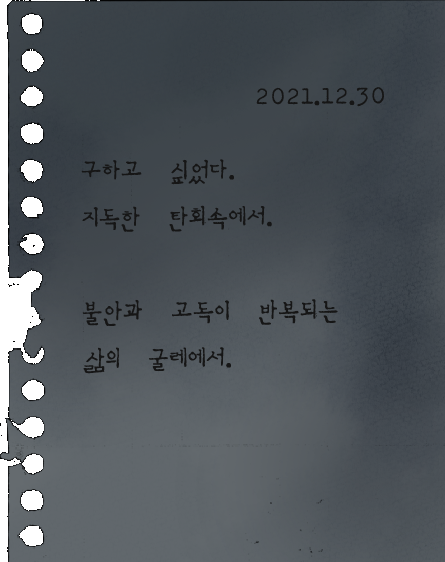 2021.12.30
구하고 싶었다.
지독한 탄회속에서.
불안과 고독이 반복되는
삶의 굴레에서.